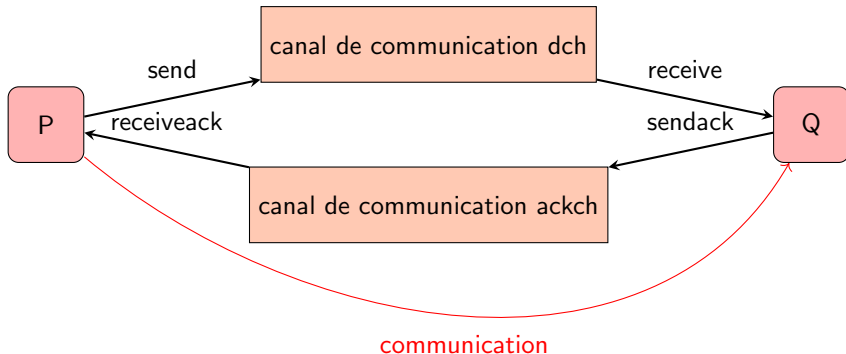 canal de communication dch
send
receive
P
receiveack
sendack
Q
canal de communication ackch
communication